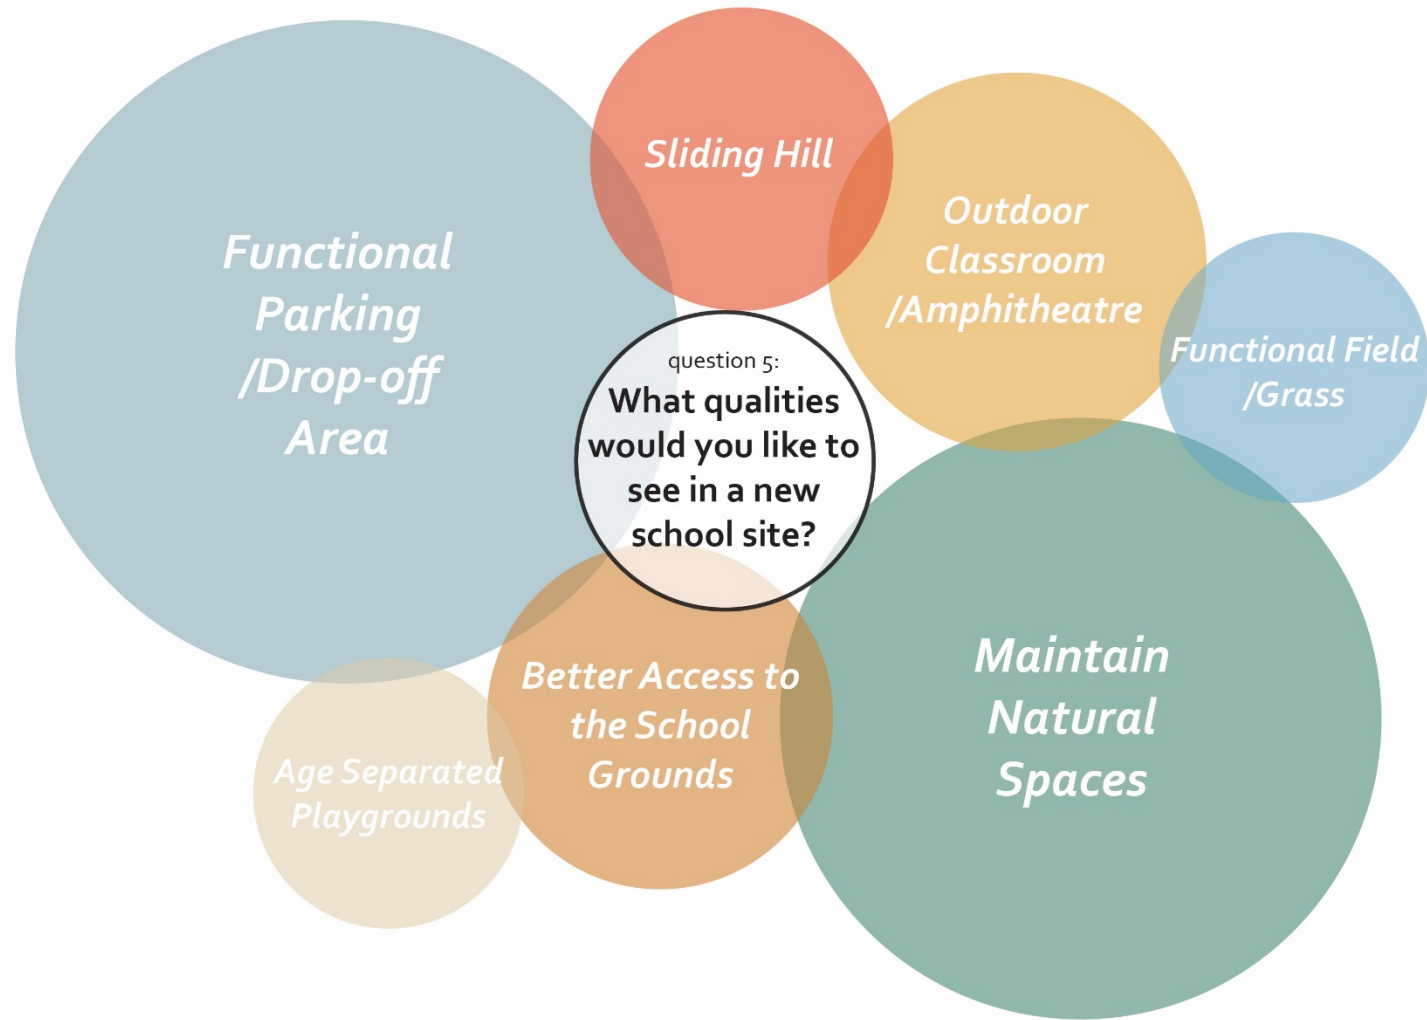 Sliding Hill
Functional
Parking
/Drop-off
Area
Outdoor
Classroom
/Amphitheatre
Functional Field
/Grass
question 5:
What qualities
would you like to
see in a new
school site?
Better Access to
the School
Grounds
Maintain
Natural
Spaces
Age Separated
Playgrounds